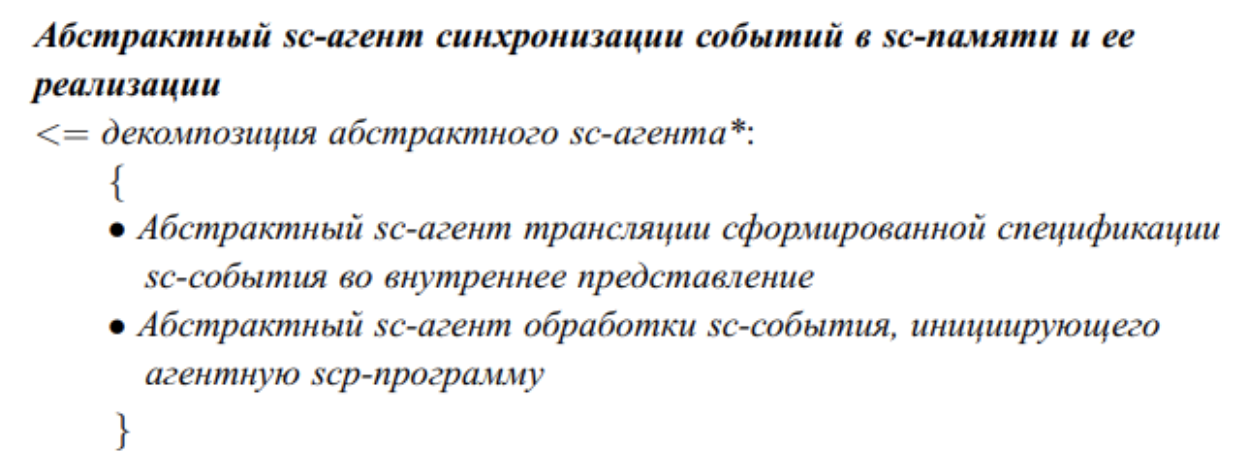 Абстрактный sc-агент синхронизации событий в sc-памяти и ее
реализации
<= декомпозиция абстрактного sc-агента*:
{
• Абстрактный sc-агент трансляции сформированной спецификации
sc-события во внутреннее представление
• Абстрактный sc-агент обработки sc-события, инициирующего
агентную scp-программу
}